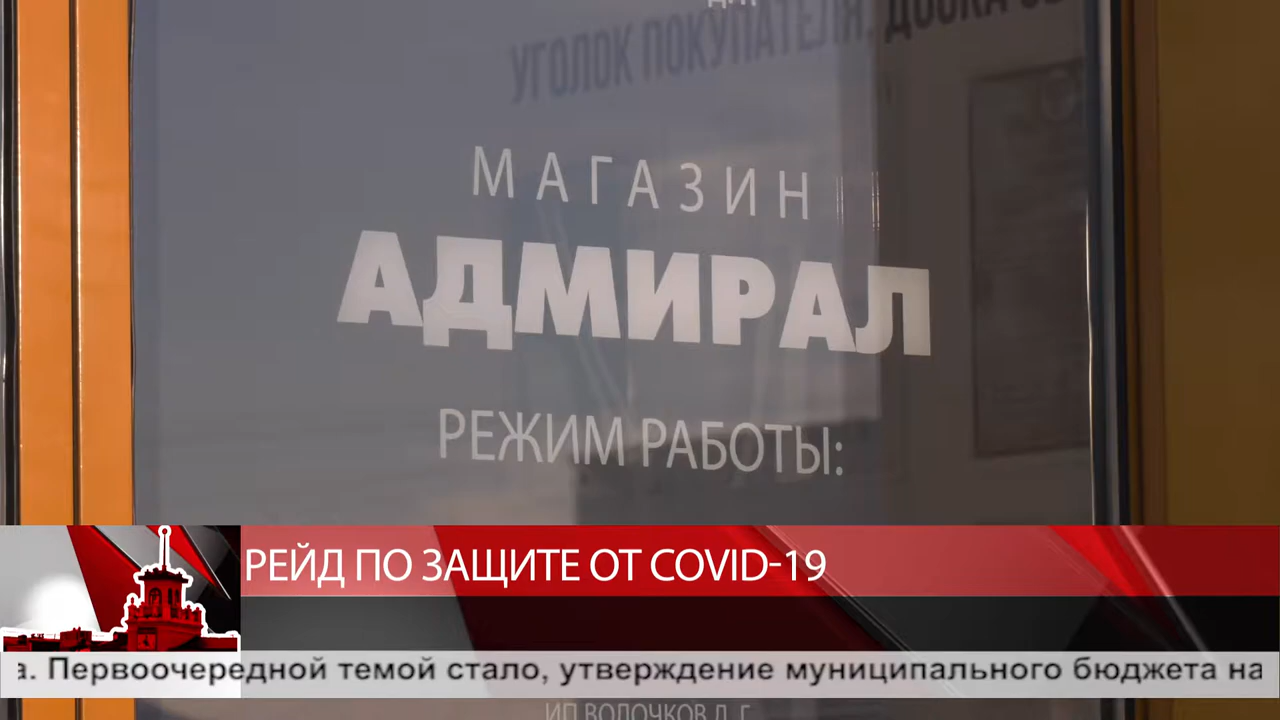 УГОЛОК ПОКУПАТЕЛЯ, ДОСКА
МАГАЗИН
АДМИРАЛ
РЕЖИМ РАБОТЫ:
РЕЙД ПО ЗАЩИТЕ ОТ COVID-19
а. Первоочередной темой стало, утверждение муниципального бюджета на
ИП ВОЛОЧКОВ Д. Г.